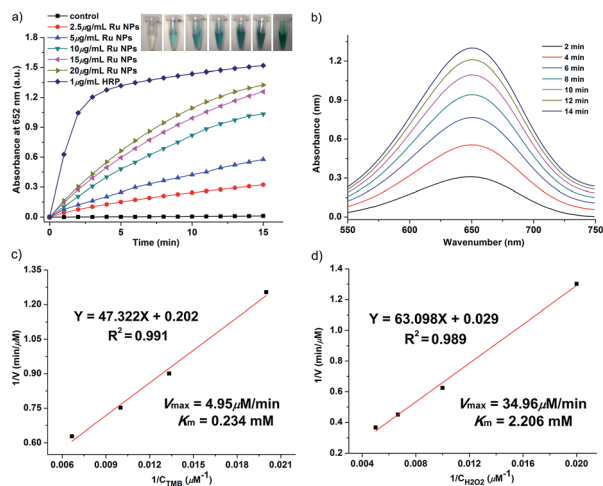 a)
control
2.5μg/mL Ru NPs
5μg/mL Ru NPs
10μg/mL Ru NPs
15μg/mL Ru NPs
20μg/mL Ru NPs
1μg/mL HRP
Absorbance at 652 nm (a.u.)
1.8
1.5
1.2
0.9
0.6
0.3
0.0
0 5 10 15
Time (min)
b)
2 min
4 min
6 min
8 min
10 min
12 min
14 min
Absorbance (nm)
1.2
0.9
0.6
0.3
0.0
550 600 650 700 750
Wavenumber (nm)
c)
Y = 47.322X + 0.202
R² = 0.991
Vmax = 4.95μM/min
Km = 0.234 mM
1/V (min/μM)
1.35
1.20
1.05
0.90
0.75
0.60
0.006 0.009 0.012 0.015 0.018 0.021
1/CTMB (μM⁻¹)
d)
Y = 63.098X + 0.029
R² = 0.989
Vmax = 34.96μM/min
Km = 2.206 mM
1/V (min/μM)
1.4
1.2
1.0
0.8
0.6
0.4
0.2
0.004 0.008 0.012 0.016 0.020
1/CH2O2 (μM⁻¹)